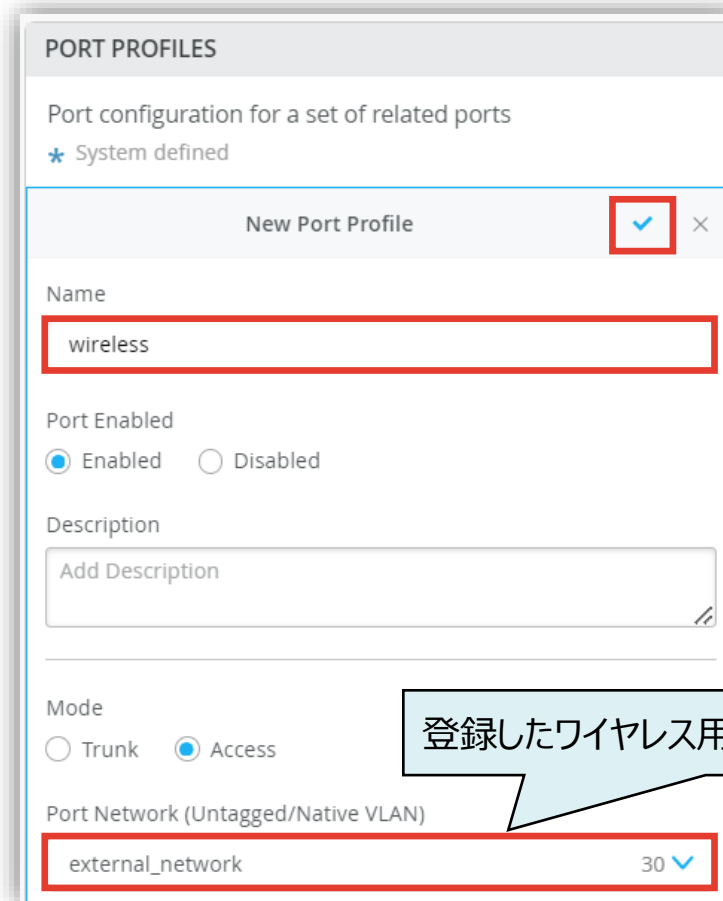 PORT PROFILES
Port configuration for a set of related ports
* System defined
New Port Profile
Name
wireless
Port Enabled
Enabled Disabled
Description
Add Description
Mode
Trunk Access
登録したワイヤレス用
Port Network (Untagged/Native VLAN)
external_network 30